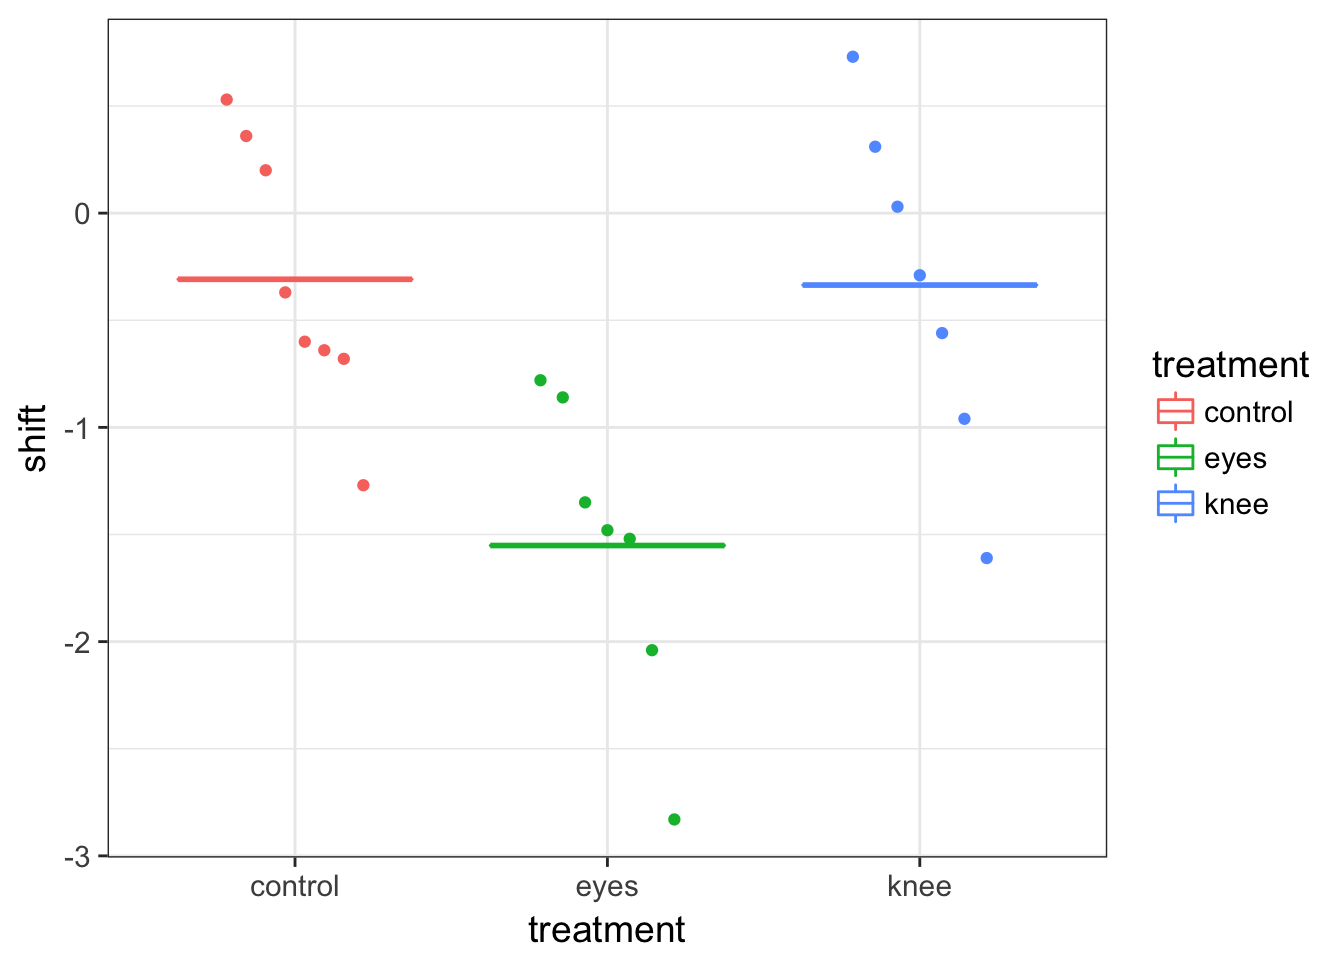 0
-1
-2
-3
shift
control eyes knee
treatment
treatment
control
eyes
knee